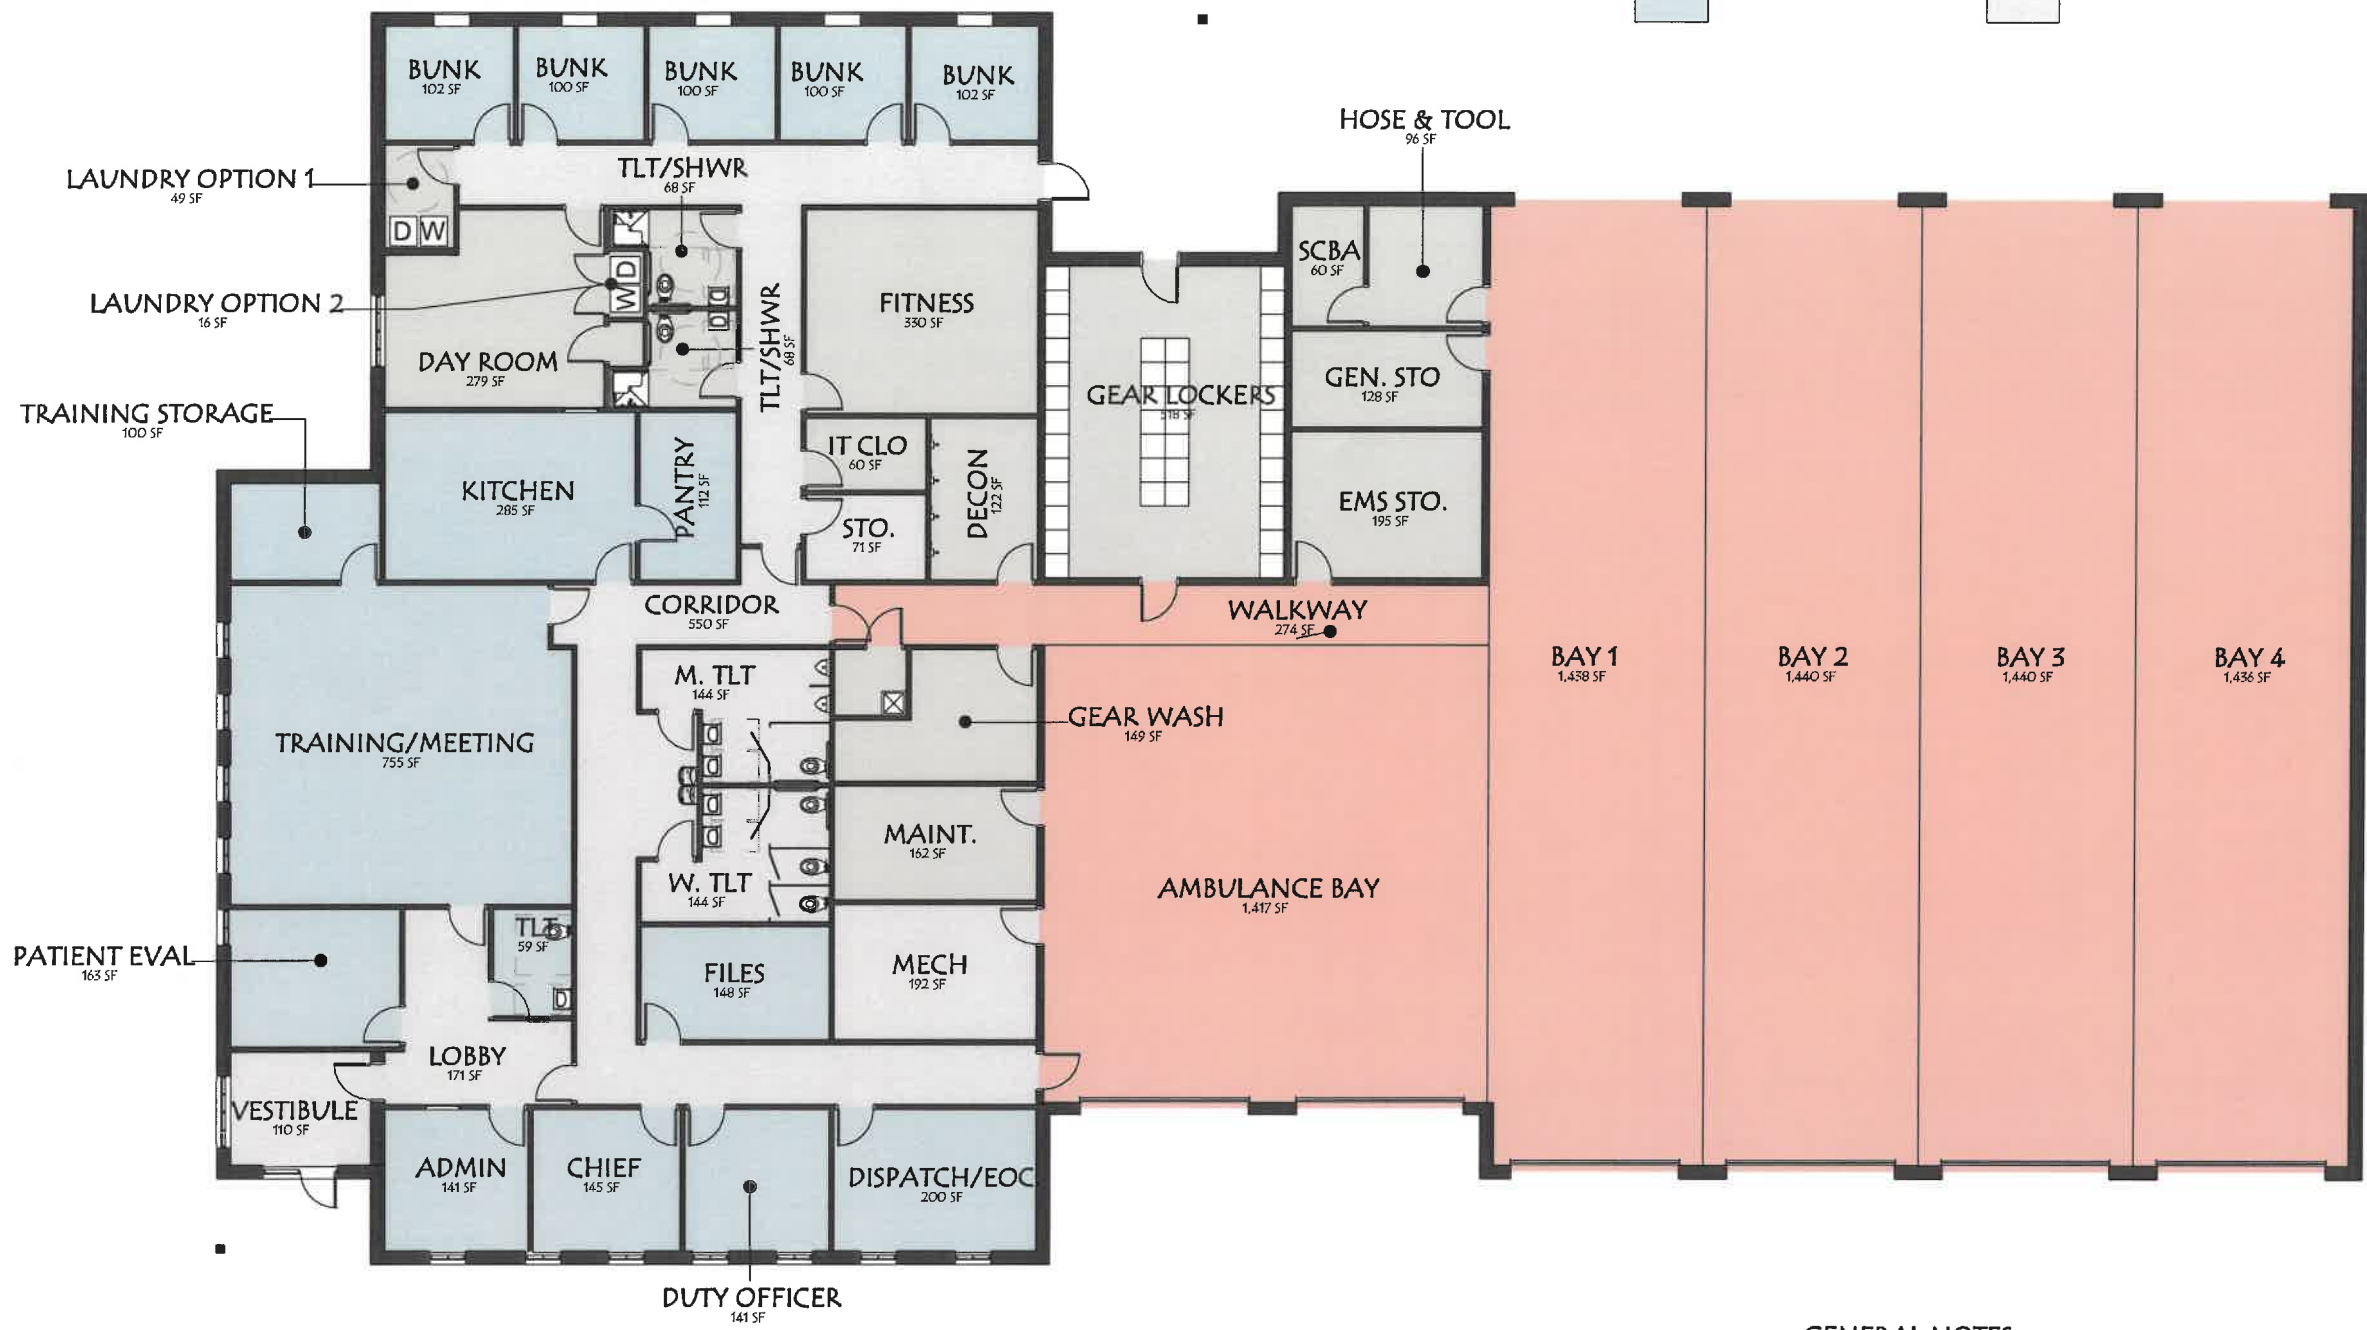 BUNK
102 SF
BUNK
100 SF
BUNK
100 SF
BUNK
100 SF
BUNK
102 SF
HOSE & TOOL
96 SF
LAUNDRY OPTION 1
49 SF
TLT/SHWR
68 SF
D W
SCBA
60 SF
LAUNDRY OPTION 2
16 SF
W D
FITNESS
330 SF
TLT/SHWR
68 SF
DAY ROOM
279 SF
GEN. STO
128 SF
GEAR LOCKERS
518 SF
TRAINING STORAGE
100 SF
KITCHEN
285 SF
PANTRY
112 SF
IT CLO
60 SF
STO.
71 SF
DECON
122 SF
EMS STO.
195 SF
CORRIDOR
550 SF
WALKWAY
274 SF
BAY 1
1,438 SF
BAY 2
1,440 SF
BAY 3
1,440 SF
BAY 4
1,436 SF
M. TLT
144 SF
GEAR WASH
149 SF
TRAINING/MEETING
755 SF
MAINT.
162 SF
W. TLT
144 SF
AMBULANCE BAY
1,417 SF
PATIENT EVAL
163 SF
TLT
59 SF
FILES
148 SF
MECH
192 SF
LOBBY
171 SF
VESTIBULE
110 SF
ADMIN
141 SF
CHIEF
145 SF
DISPATCH/EOC
200 SF
DUTY OFFICER
141 SF
GENERAL NOTES